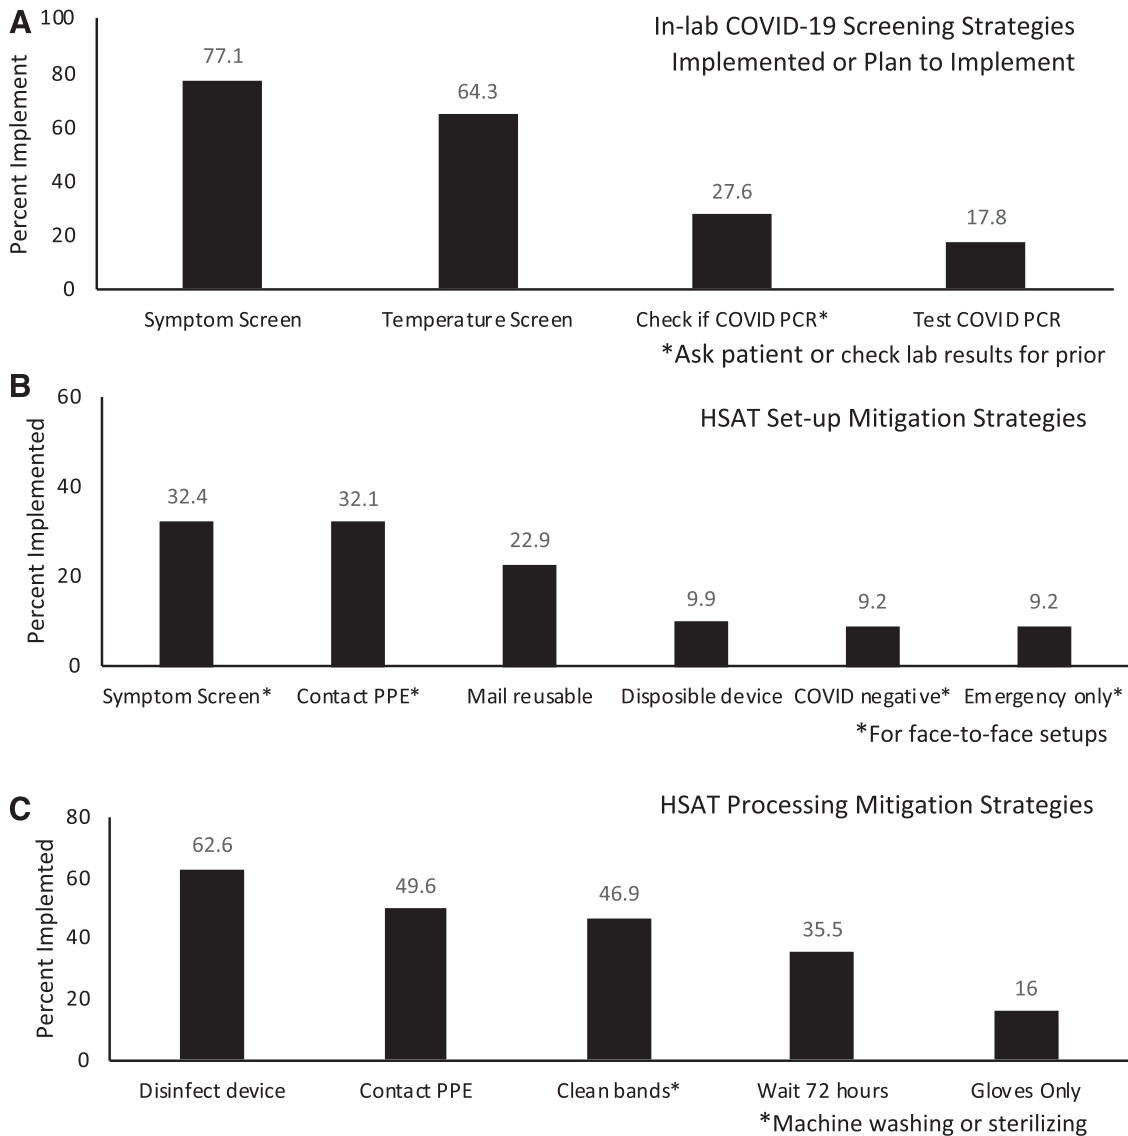 A
In-lab COVID-19 Screening Strategies
Implemented or Plan to Implement
Percent Implement
100
80
60
40
20
0
77.1
64.3
27.6
17.8
Symptom Screen
Temperature Screen
Check if COVID PCR*
Test COVID PCR
*Ask patient or check lab results for prior
B
HSAT Set-up Mitigation Strategies
Percent Implemented
60
40
20
0
32.4
32.1
22.9
9.9
9.2
9.2
Symptom Screen*
Contact PPE*
Mail reusable
Disposible device
COVID negative*
Emergency only*
*For face-to-face setups
C
HSAT Processing Mitigation Strategies
Percent Implemted
80
60
40
20
0
62.6
49.6
46.9
35.5
16
Disinfect device
Contact PPE
Clean bands*
Wait 72 hours
Gloves Only
*Machine washing or sterilizing